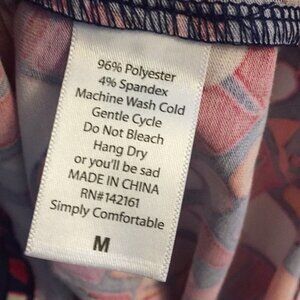 96% Polyester
4% Spandex
Machine Wash Cold
Gentle Cycle
Do Not Bleach
Hang Dry
or you'll be sad
MADE IN CHINA
RN#142161
Simply Comfortable
M